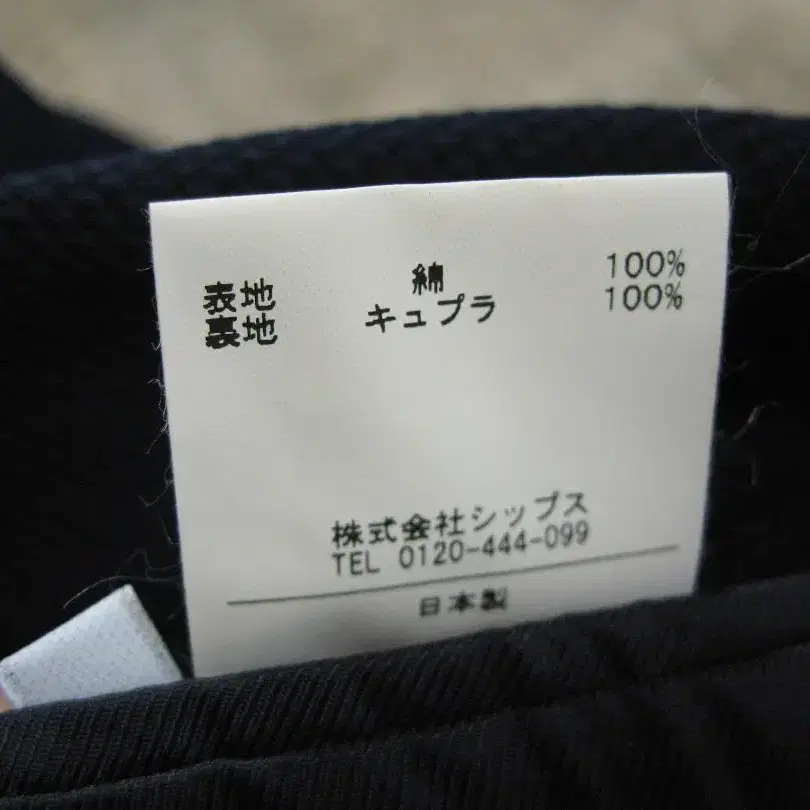 表地 綿 100%
裏地 キュプラ 100%
株式会社シップス
TEL 0120-444-099
日本製